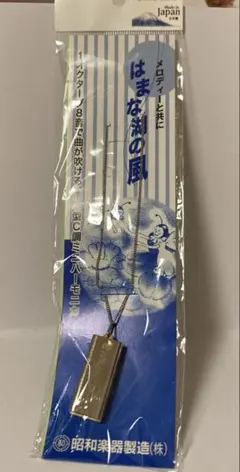 Made in
Japan
日本製
メロディーと共に
はまな湖の風
1オクターブ8音で曲が吹ける。
C調ミニハーモニカ
昭和楽器製造(株)